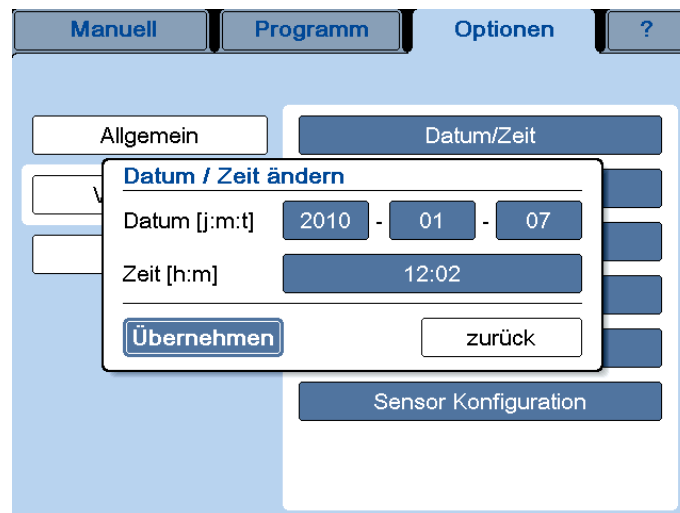 Manuell Programm Optionen ?
Allgemein Datum/Zeit
Datum / Zeit ändern
Datum [j:m:t] 2010 - 01 - 07
Zeit [h:m] 12:02
Übernehmen zurück
Sensor Konfiguration